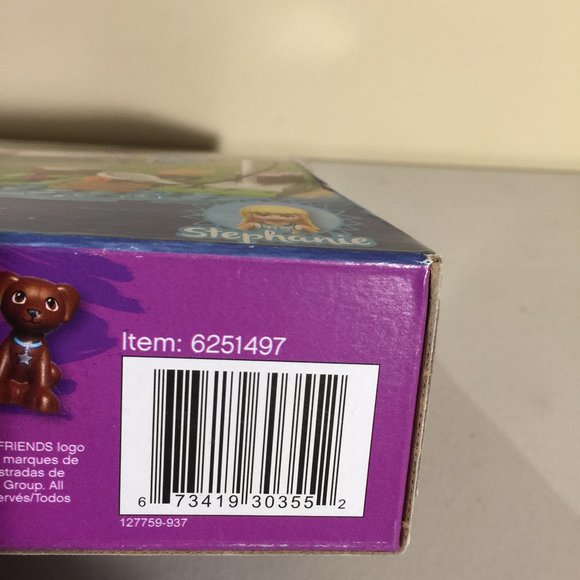 Stephanie
Item: 6251497
6 73419 30355 2
127759-937
FRIENDS logo
marques de
stradas de
Group. All
ervés/Todos